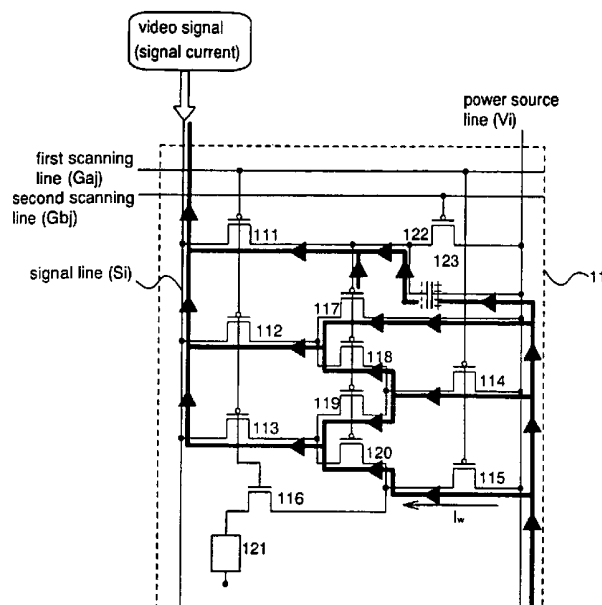 video signal
(signal current)
power source
line (Vi)
first scanning
line (Gaj)
second scanning
line (Gbj)
111
122
123
signal line (Si)
11
117
112
118
114
119
113
120
115
116
Iw
121